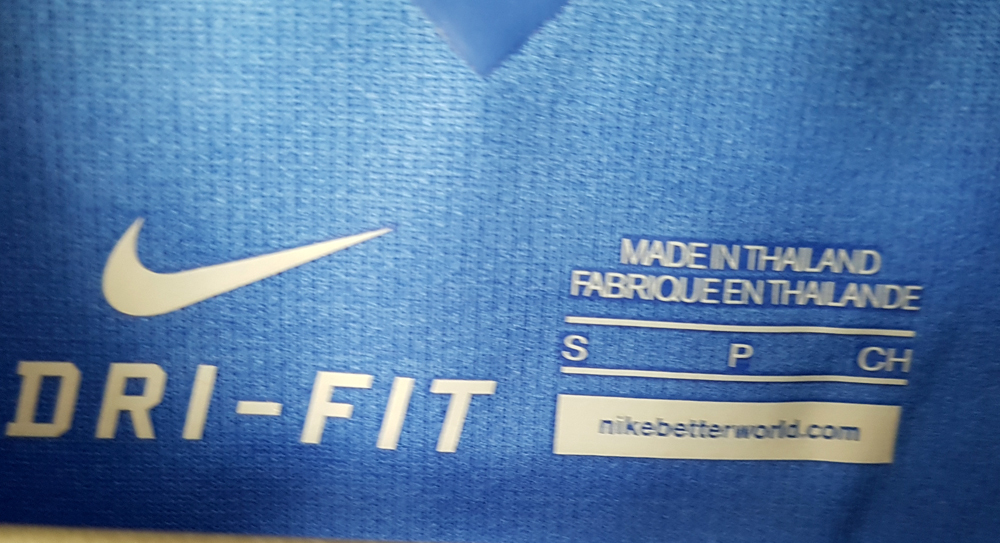 DRI-FIT
MADE IN THAILAND
FABRIQUE EN THAILANDE
S P CH
nikebetterworld.com